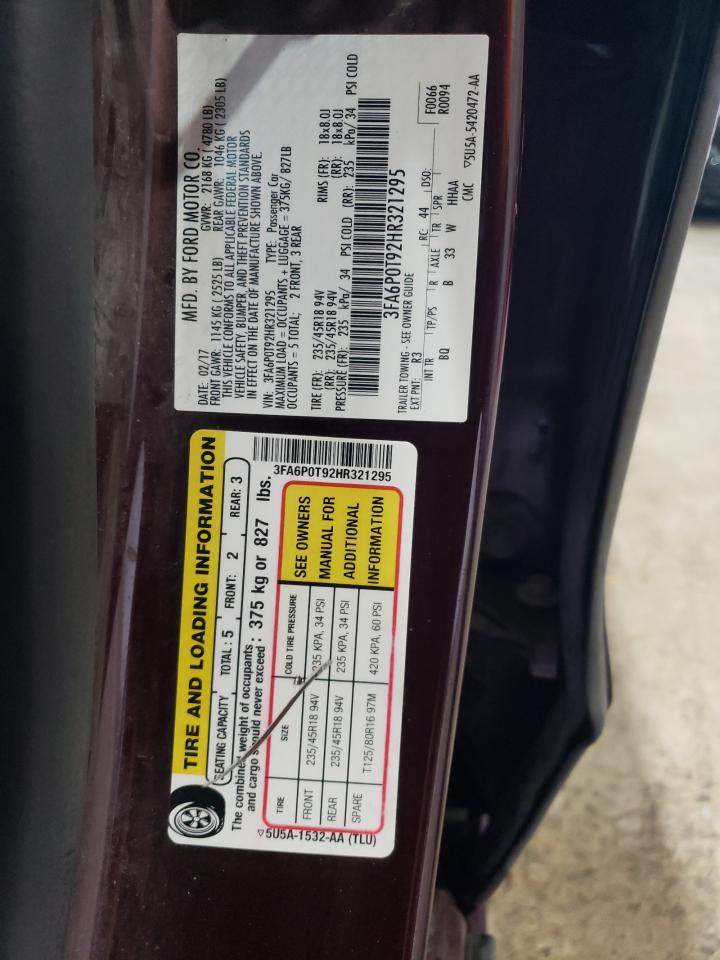 MFD. BY FORD MOTOR CO.
DATE: 02/17 GVWR: 2168 KG ( 4780 LB)
FRONT GAWR: 1145 KG ( 2525 LB) REAR GAWR: 1046 KG ( 2305 LB)
THIS VEHICLE CONFORMS TO ALL APPLICABLE FEDERAL MOTOR
VEHICLE SAFETY, BUMPER, AND THEFT PREVENTION STANDARDS
IN EFFECT ON THE DATE OF MANUFACTURE SHOWN ABOVE.
VIN: 3FA6P0T92HR321295 TYPE: Passenger Car
MAXIMUM LOAD = OCCUPANTS + LUGGAGE = 375KG/ 827LB
OCCUPANTS = 5 TOTAL; 2 FRONT, 3 REAR
TIRE (FR): 235/45R18 94V RIMS (FR): 18x8.0J
(RR): 235/45R18 94V (RR): 18x8.0J
PRESSURE (FR): 235 kPa/ 34 PSI COLD (RR): 235 kPa/ 34 PSI COLD
3FA6P0T92HR321295
TRAILER TOWING - SEE OWNER GUIDE F0066
EXT PNT: R3 RC: 44 DSO: R0094
INT TR TP/PS R AXLE TR SPR
BQ B 33 W HHAA
CMC ▽5U5A-5420472-AA
TIRE AND LOADING INFORMATION
SEATING CAPACITY TOTAL : 5 FRONT: 2 REAR: 3
The combined weight of occupants
and cargo should never exceed : 375 kg or 827 lbs.
3FA6P0T92HR321295
TIRE SIZE COLD TIRE PRESSURE
FRONT 235/45R18 94V 235 KPA, 34 PSI
REAR 235/45R18 94V 235 KPA, 34 PSI
SPARE T125/80R16 97M 420 KPA, 60 PSI
SEE OWNERS
MANUAL FOR
ADDITIONAL
INFORMATION
▽5U5A-1532-AA (TLU)